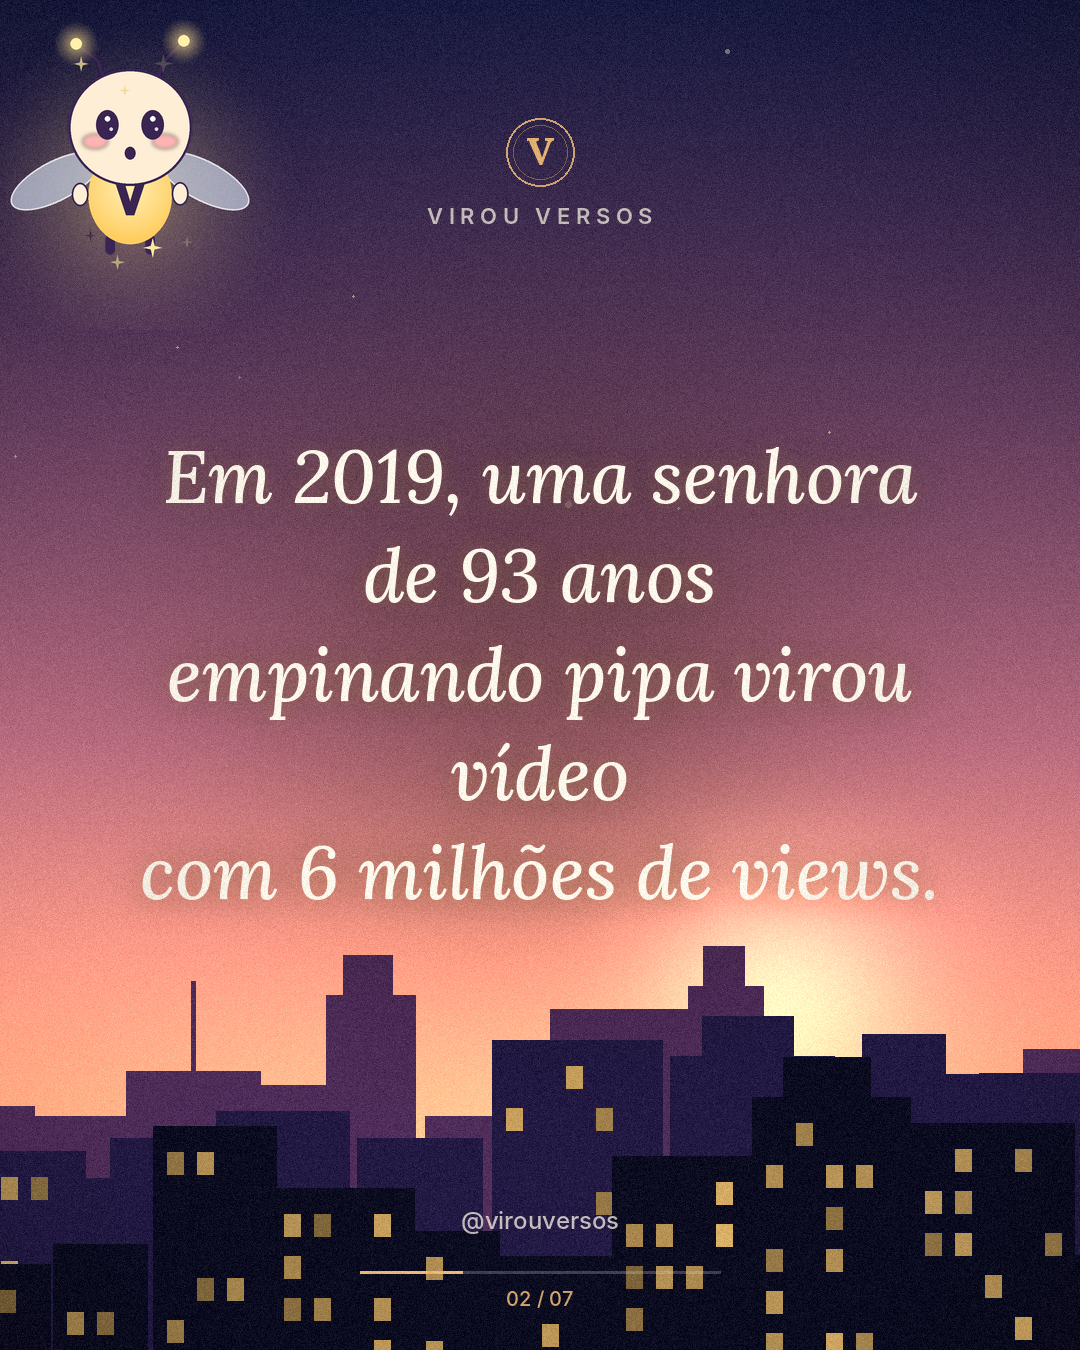 V
VIROU VERSOS
V
Em 2019, uma senhora
de 93 anos
empinando pipa virou
vídeo
com 6 milhões de views.
@virouversos
02 / 07